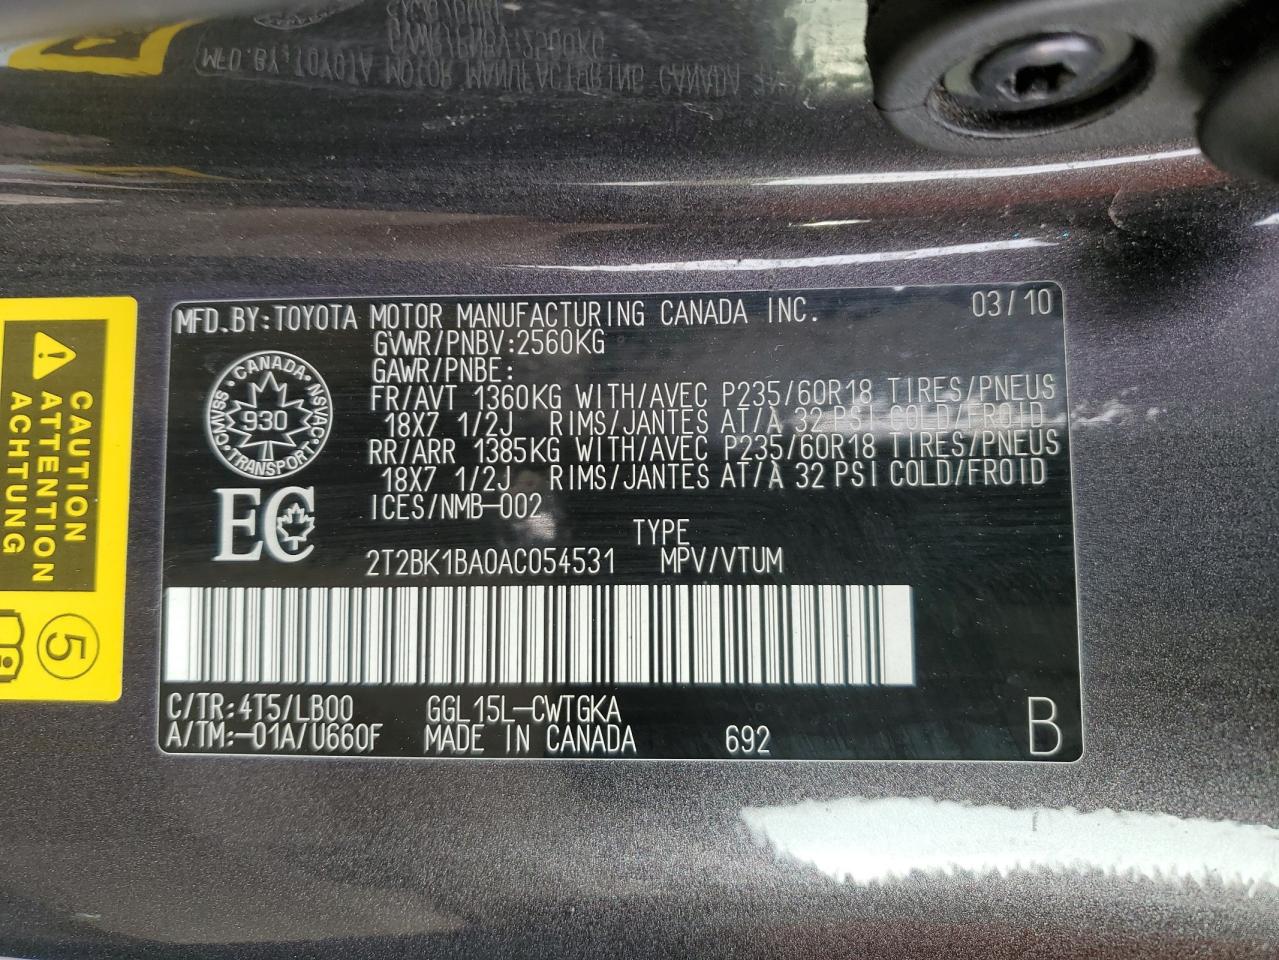 MFD.BY:TOYOTA MOTOR MANUFACTURING CANADA INC. 03/10
GVWR/PNBV:2560KG
GAWR/PNBE:
FR/AVT 1360KG WITH/AVEC P235/60R18 TIRES/PNEUS
18X7 1/2J RIMS/JANTES AT/À 32 PSI COLD/FROID
RR/ARR 1385KG WITH/AVEC P235/60R18 TIRES/PNEUS
18X7 1/2J RIMS/JANTES AT/À 32 PSI COLD/FROID
ICES/NMB-002
CANADA
CMVSS
930
NSVAC
TRANSPORT
EC
TYPE
2T2BK1BA0AC054531 MPV/VTUM
C/TR:4T5/LB00 GGL15L-CWTGKA
A/TM:-01A/U660F MADE IN CANADA 692 B
CAUTION
ATTENTION
ACHTUNG
5